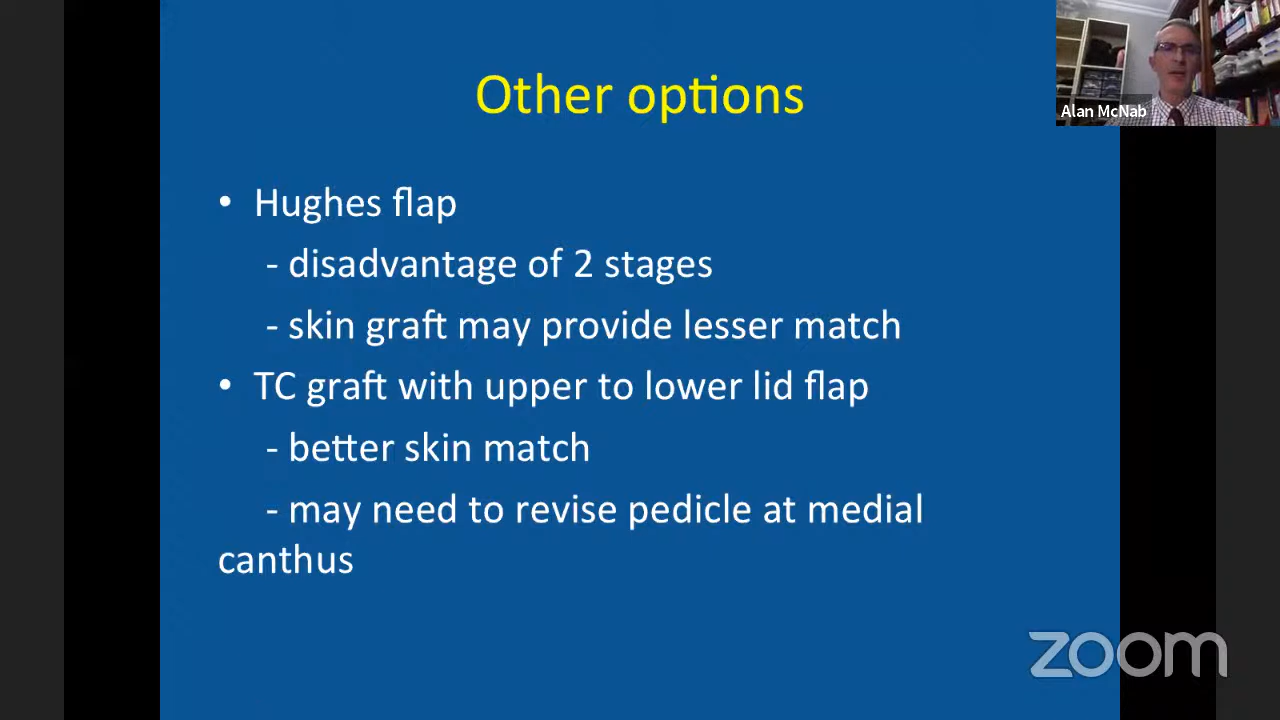 Other options
Alan McNab
• Hughes flap
- disadvantage of 2 stages
- skin graft may provide lesser match
• TC graft with upper to lower lid flap
- better skin match
- may need to revise pedicle at medial
canthus
zoom